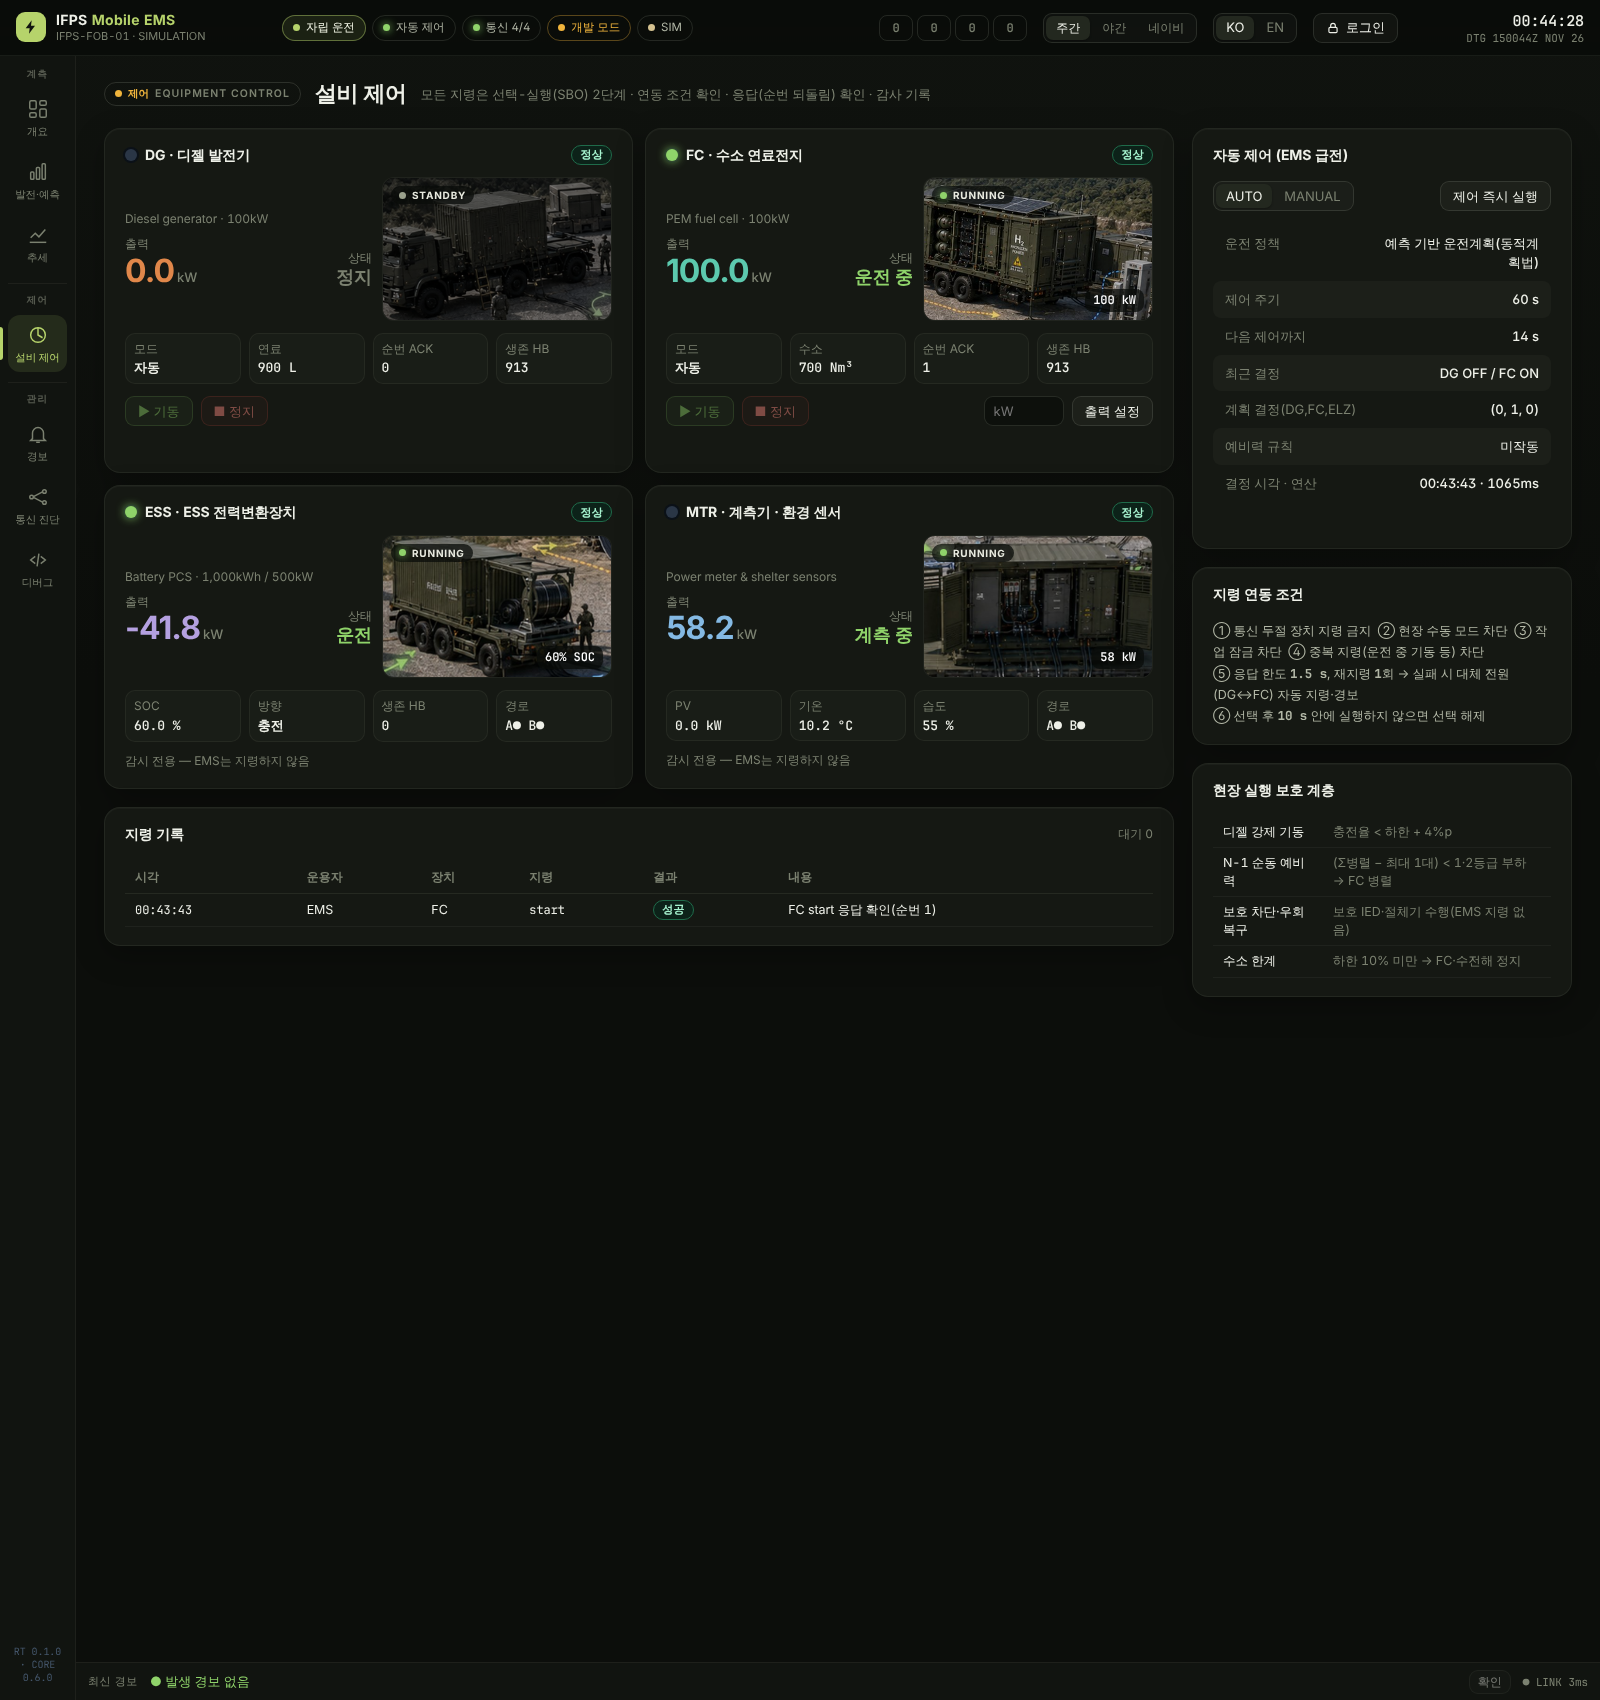 IFPS Mobile EMS
IFPS-FOB-01 · SIMULATION
자립 운전
자동 제어
통신 4/4
개발 모드
SIM
0 0 0 0
주간 야간 네이비
KO EN
로그인
00:44:28
DTG 150044Z NOV 26
계측
개요
발전·예측
추세
제어
설비 제어
관리
경보
통신 진단
디버그
RT 0.1.0
· CORE
0.6.0
제어 EQUIPMENT CONTROL
설비 제어
모든 지령은 선택-실행(SBO) 2단계 · 연동 조건 확인 · 응답(순번 되돌림) 확인 · 감사 기록
DG · 디젤 발전기
정상
STANDBY
Diesel generator · 100kW
출력
0.0 kW
상태
정지
모드
자동
연료
900 L
순번 ACK
0
생존 HB
913
▶ 기동
■ 정지
FC · 수소 연료전지
정상
RUNNING
H2
100 kW
PEM fuel cell · 100kW
출력
100.0 kW
상태
운전 중
모드
자동
수소
700 Nm³
순번 ACK
1
생존 HB
913
▶ 기동
■ 정지
kW
출력 설정
ESS · ESS 전력변환장치
정상
RUNNING
60% SOC
Battery PCS · 1,000kWh / 500kW
출력
-41.8 kW
상태
운전
SOC
60.0 %
방향
충전
생존 HB
0
경로
A● B●
감시 전용 — EMS는 지령하지 않음
MTR · 계측기 · 환경 센서
정상
RUNNING
58 kW
Power meter & shelter sensors
출력
58.2 kW
상태
계측 중
PV
0.0 kW
기온
10.2 °C
습도
55 %
경로
A● B●
감시 전용 — EMS는 지령하지 않음
지령 기록
대기 0
시각 운용자 장치 지령 결과 내용
00:43:43 EMS FC start 성공 FC start 응답 확인(순번 1)
자동 제어 (EMS 급전)
AUTO MANUAL
제어 즉시 실행
운전 정책 예측 기반 운전계획(동적계
획법)
제어 주기 60 s
다음 제어까지 14 s
최근 결정 DG OFF / FC ON
계획 결정(DG,FC,ELZ) (0, 1, 0)
예비력 규칙 미작동
결정 시각 · 연산 00:43:43 · 1065ms
지령 연동 조건
① 통신 두절 장치 지령 금지 ② 현장 수동 모드 차단 ③ 작
업 잠금 차단 ④ 중복 지령(운전 중 기동 등) 차단
⑤ 응답 한도 1.5 s, 재지령 1회 → 실패 시 대체 전원
(DG↔FC) 자동 지령·경보
⑥ 선택 후 10 s 안에 실행하지 않으면 선택 해제
현장 실행 보호 계층
디젤 강제 기동 충전율 < 하한 + 4%p
N-1 순동 예비
력
(Σ병렬 − 최대 1대) < 1·2등급 부하
→ FC 병렬
보호 차단·우회
복구
보호 IED·절체기 수행(EMS 지령 없
음)
수소 한계 하한 10% 미만 → FC·수전해 정지
최신 경보
발생 경보 없음
확인
LINK 3ms